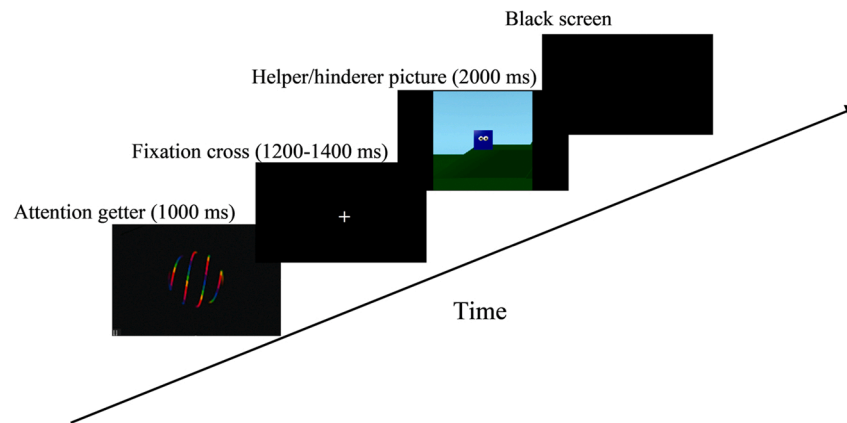 Black screen
Helper/hinderer picture (2000 ms)
Fixation cross (1200-1400 ms)
Attention getter (1000 ms)
Time